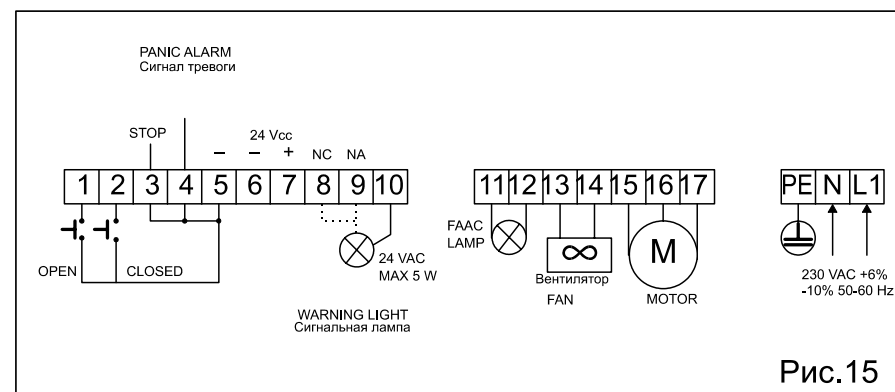 PANIC ALARM
Сигнал тревоги
STOP
24 Vcc
– – + NC NA
1 2 3 4 5 6 7 8 9 10
11 12 13 14 15 16 17
PE N L1
OPEN CLOSED
24 VAC
MAX 5 W
WARNING LIGHT
Сигнальная лампа
FAAC
LAMP
Вентилятор
FAN
M
MOTOR
230 VAC +6%
-10% 50-60 Hz
Рис.15